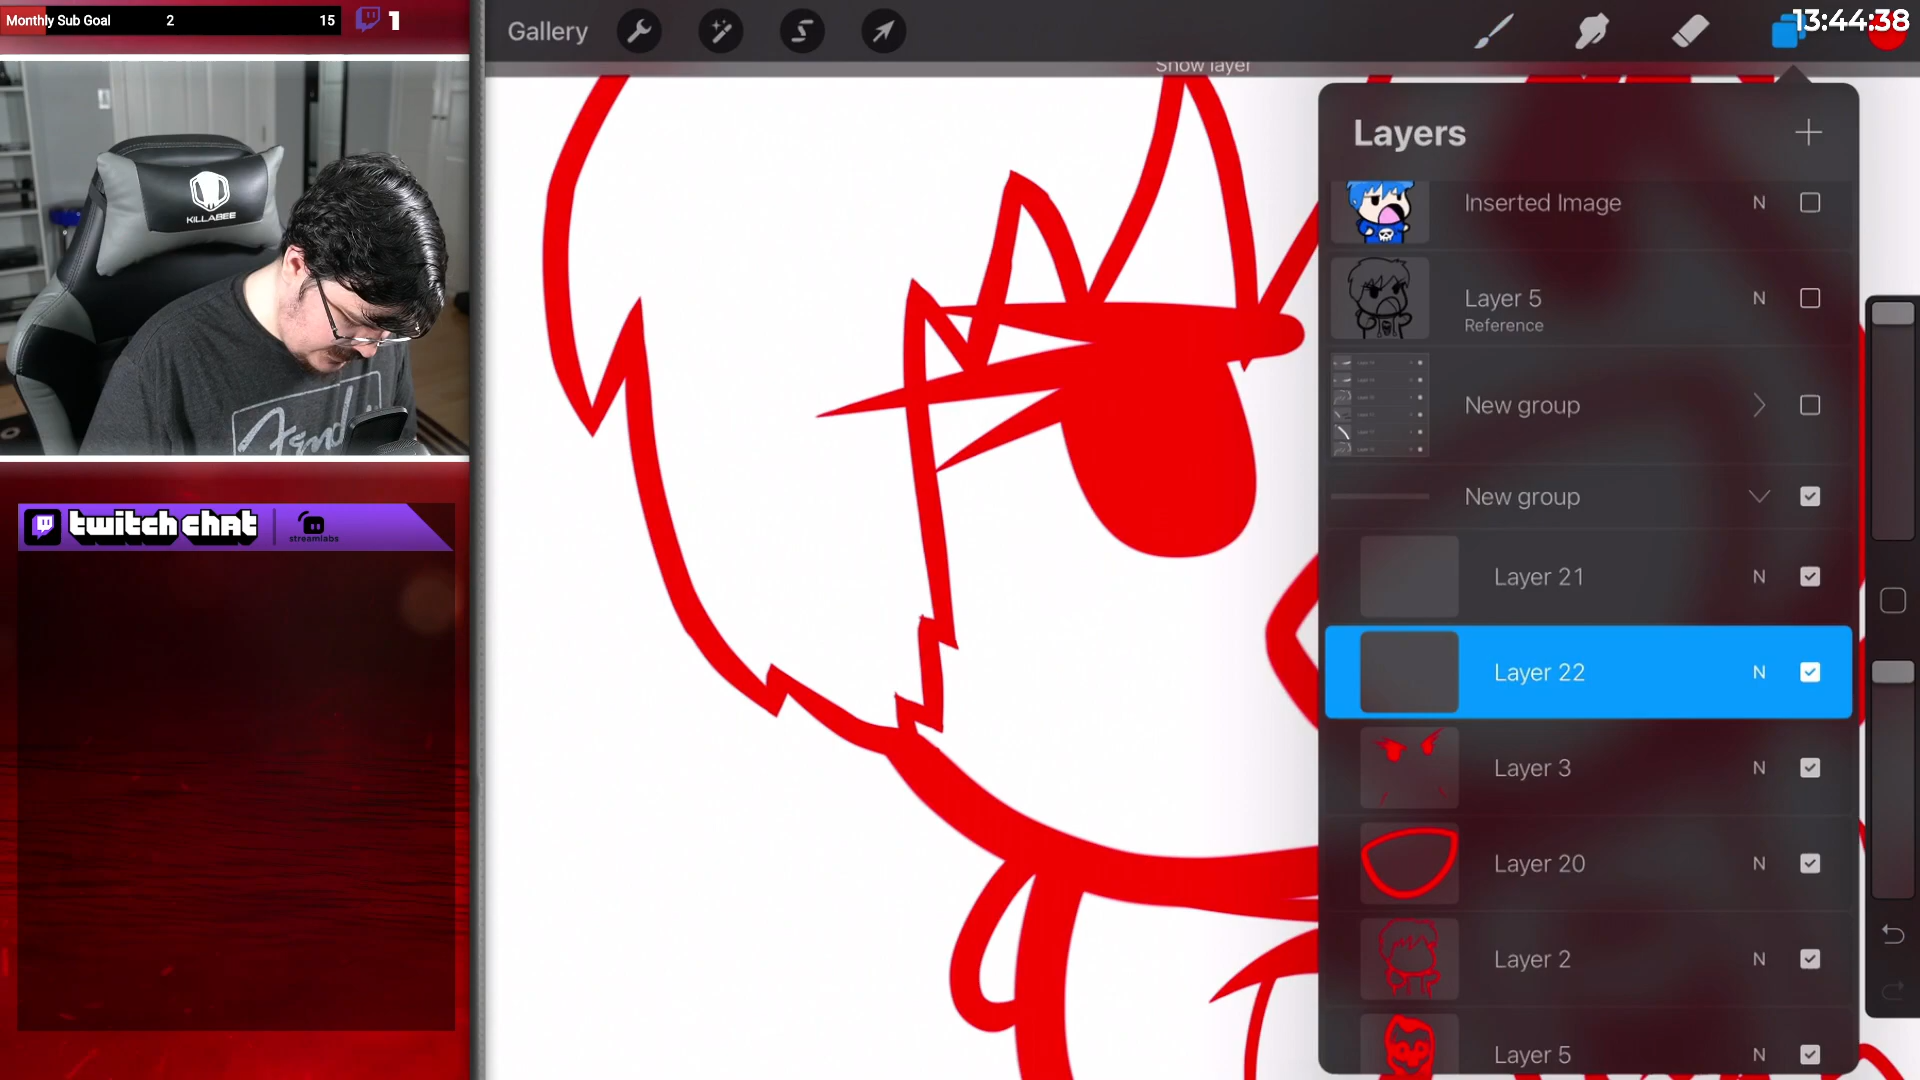 Monthly Sub Goal 2 15 1
Gallery
13:44:38
Show layer
Layers
Inserted Image N
Layer 5 N
Reference
New group
New group
Layer 21 N
Layer 22 N
Layer 3 N
Layer 20 N
Layer 2 N
Layer 5 N
KILLABEE
Fend
twitch chat
streamlabs